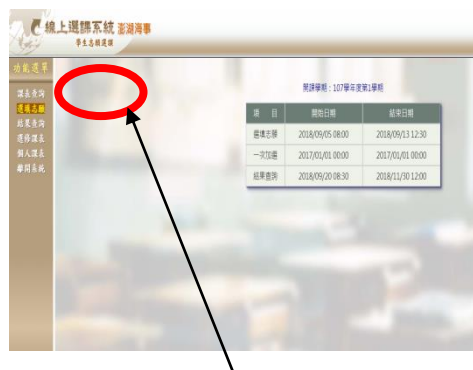 線上選課系統 澎湖海事
學生志願選課
功能選單
課表查詢
選填志願
結果查詢
選修課表
個人課表
離開系統
開課學期：107學年度第1學期
項 目 開始日期 結束日期
選填志願 2018/09/05 08:00 2018/09/13 12:30
一次加選 2017/01/01 00:00 2017/01/01 00:00
結果查詢 2018/09/20 08:30 2018/11/30 12:00